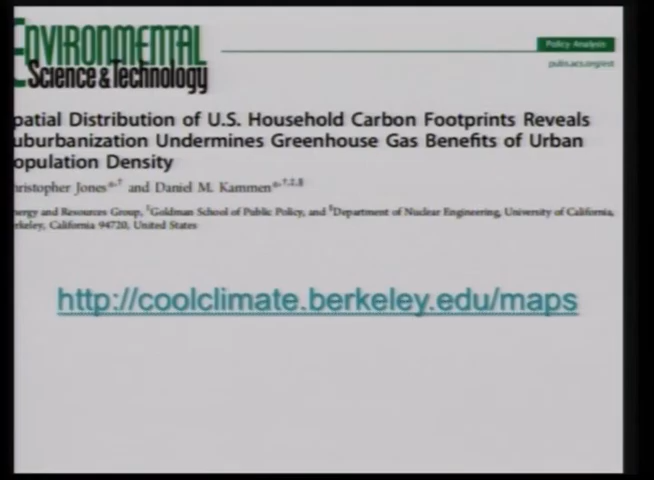 ENVIRONMENTAL
Science & Technology
Policy Analysis
pubs.acs.org/est
patial Distribution of U.S. Household Carbon Footprints Reveals
uburbanization Undermines Greenhouse Gas Benefits of Urban
opulation Density
hristopher Jones*,† and Daniel M. Kammen*,†,‡,§
nergy and Resources Group, ‡Goldman School of Public Policy, and §Department of Nuclear Engineering, University of California,
rkeley, California 94720, United States
http://coolclimate.berkeley.edu/maps